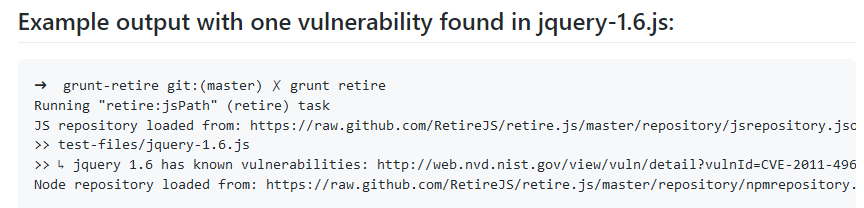 Example output with one vulnerability found in jquery-1.6.js:
➜  grunt-retire git:(master) ✗ grunt retire
Running "retire:jsPath" (retire) task
JS repository loaded from: https://raw.github.com/RetireJS/retire.js/master/repository/jsrepository.jso
>> test-files/jquery-1.6.js
>> ↳ jquery 1.6 has known vulnerabilities: http://web.nvd.nist.gov/view/vuln/detail?vulnId=CVE-2011-496
Node repository loaded from: https://raw.github.com/RetireJS/retire.js/master/repository/npmrepository.